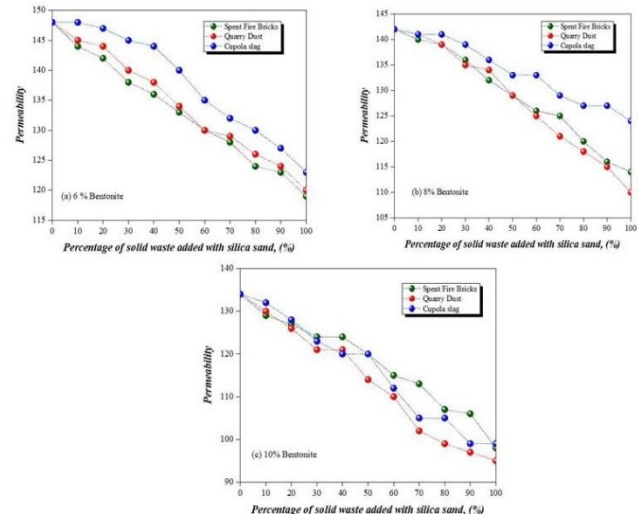 150
145
140
135
130
125
120
115
Permeability
Spent Fire Bricks
Quarry Dust
Cupola slag
(a) 6 % Bentonite
0 10 20 30 40 50 60 70 80 90 100
Percentage of solid waste added with silica sand, (%)
145
140
135
130
125
120
115
110
105
Permeability
Spent Fire Bricks
Quarry Dust
Cupola slag
(b) 8% Bentonite
0 10 20 30 40 50 60 70 80 90 100
Percentage of solid waste added with silica sand, (%)
140
130
120
110
100
90
Permeability
Spent Fire Bricks
Quarry Dust
Cupola slag
(c) 10% Bentonite
0 10 20 30 40 50 60 70 80 90 100
Percentage of solid waste added with silica sand, (%)